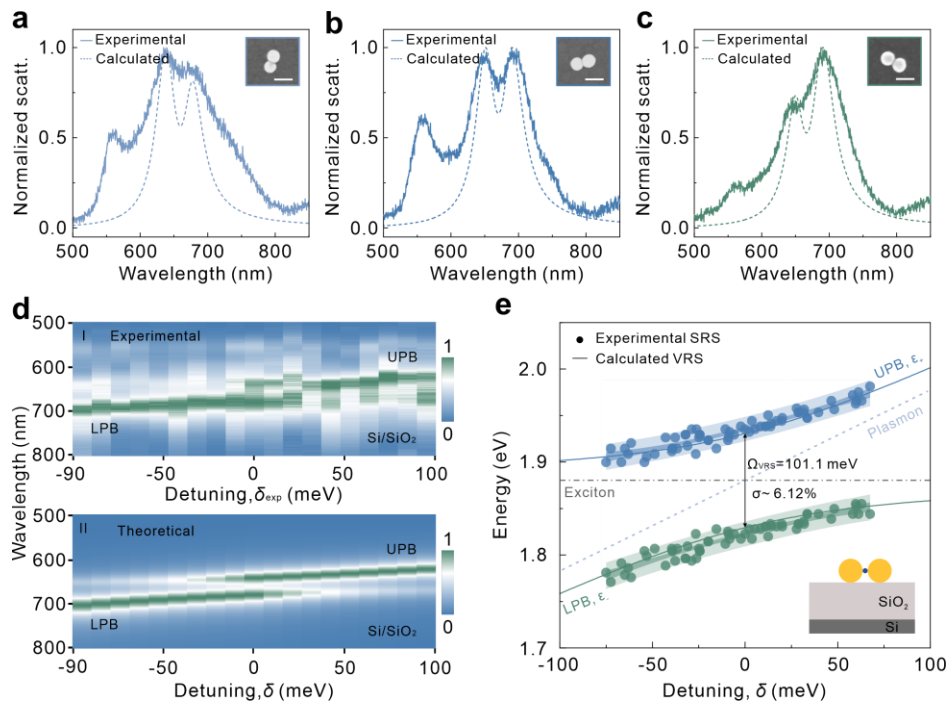 a
Experimental
Calculated
Normalized scatt.
1.0
0.5
0.0
500 600 700 800
Wavelength (nm)
b
Experimental
Calculated
Normalized scatt.
1.0
0.5
0.0
500 600 700 800
Wavelength (nm)
c
Experimental
Calculated
Normalized scatt.
1.0
0.5
0.0
500 600 700 800
Wavelength (nm)
d
Wavelength (nm)
500
600
700
800
I Experimental
UPB
LPB
Si/SiO₂
1
0
-90 -50 0 50 100
Detuning,δexp (meV)
500
600
700
800
II Theoretical
UPB
LPB
Si/SiO₂
1
0
-90 -50 0 50 100
Detuning,δ (meV)
e
Energy (eV)
2.0
1.9
1.8
1.7
Experimental SRS
Calculated VRS
UPB, ε₊
Plasmon
Ω_VRS=101.1 meV
Exciton
σ~ 6.12%
LPB, ε₋
SiO₂
Si
-100 -50 0 50 100
Detuning, δ (meV)